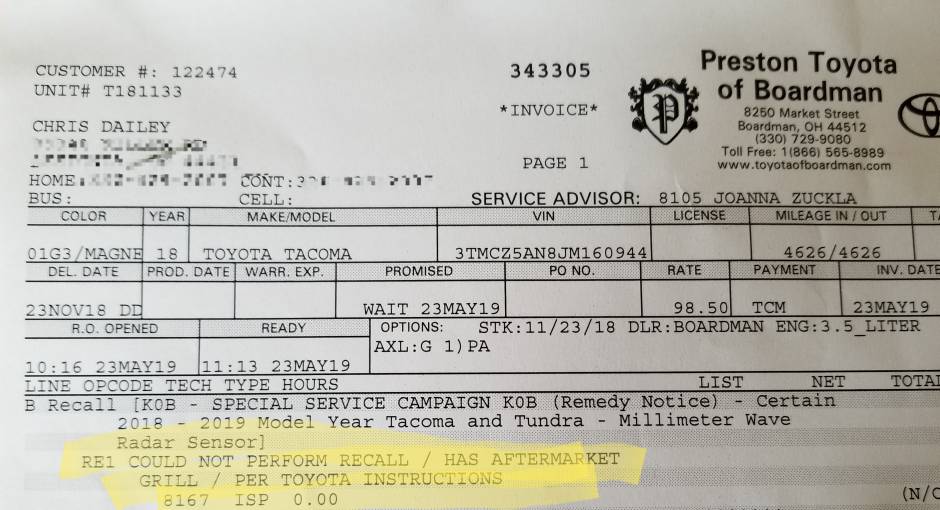 CUSTOMER #: 122474
UNIT# T181133
343305
*INVOICE*
PAGE 1
P
Preston Toyota
of Boardman
8250 Market Street
Boardman, OH 44512
(330) 729-9080
Toll Free: 1(866) 565-8989
www.toyotaofboardman.com
CHRIS DAILEY
HOME: CONT:
BUS: CELL:
SERVICE ADVISOR: 8105 JOANNA ZUCKLA
COLOR YEAR MAKE/MODEL VIN LICENSE MILEAGE IN / OUT
01G3/MAGNE 18 TOYOTA TACOMA 3TMCZ5AN8JM160944 4626/4626
DEL. DATE PROD. DATE WARR. EXP. PROMISED PO NO. RATE PAYMENT INV. DATE
23NOV18 DD WAIT 23MAY19 98.50 TCM 23MAY19
R.O. OPENED READY OPTIONS: STK:11/23/18 DLR:BOARDMAN ENG:3.5_LITER
AXL:G 1)PA
10:16 23MAY19 11:13 23MAY19
LINE OPCODE TECH TYPE HOURS LIST NET TOTAL
B Recall [K0B - SPECIAL SERVICE CAMPAIGN K0B (Remedy Notice) - Certain
2018 - 2019 Model Year Tacoma and Tundra - Millimeter Wave
Radar Sensor]
RE1 COULD NOT PERFORM RECALL / HAS AFTERMARKET
GRILL / PER TOYOTA INSTRUCTIONS
8167 ISP 0.00
(N/C